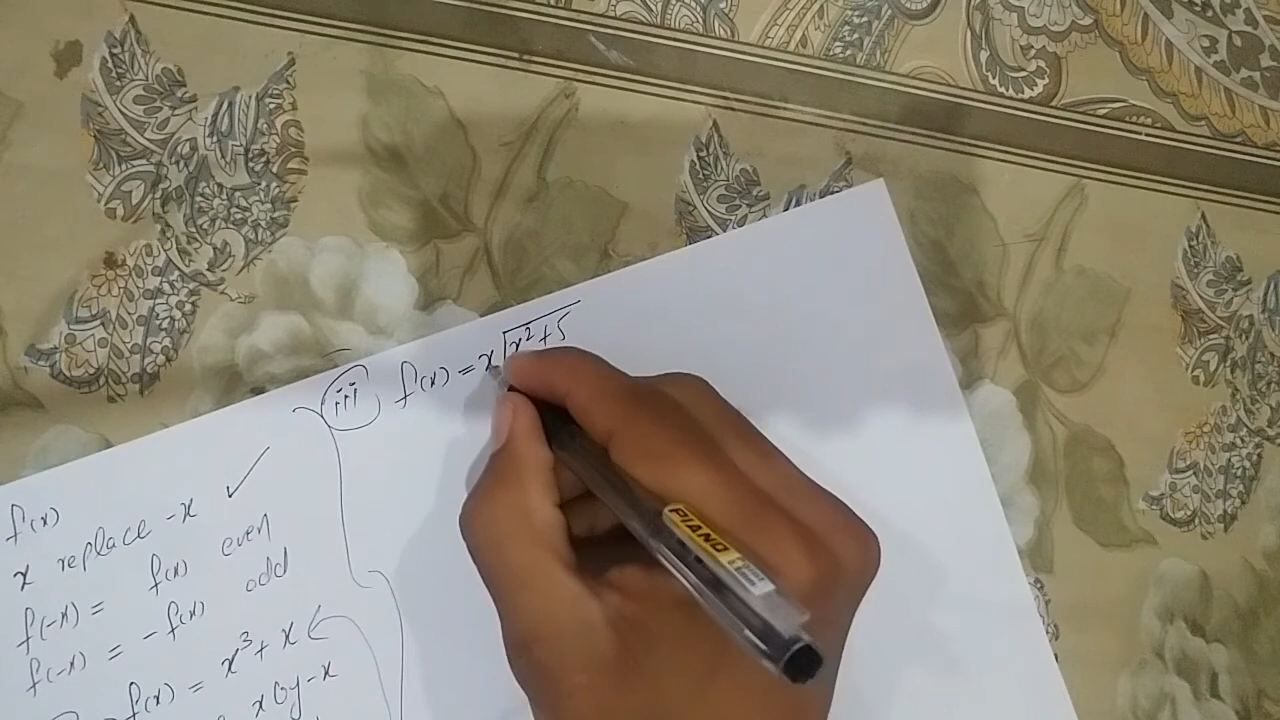 f(x)
x replace -x ✓
f(-x) = f(x) even
f(-x) = -f(x) odd
f(x) = x³ + x
x by -x
(iii) f(x) = x√(x²+5)
PIANO